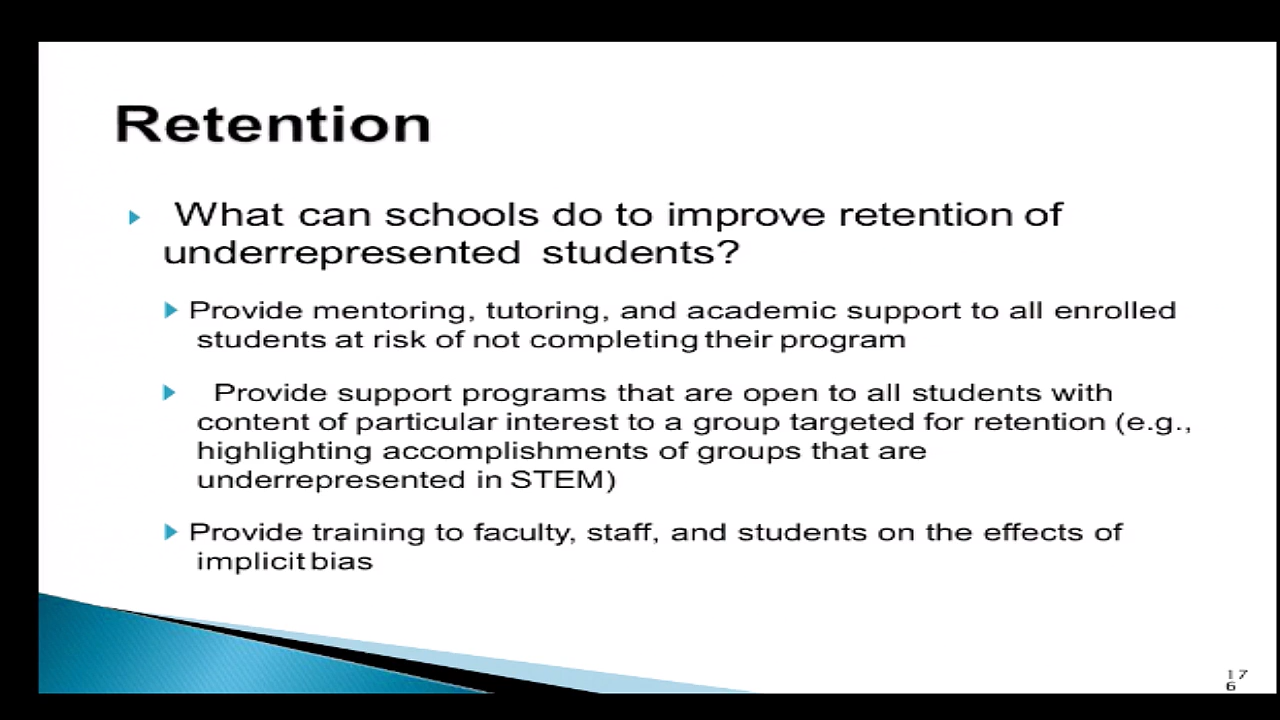 Retention
What can schools do to improve retention of
underrepresented students?
Provide mentoring, tutoring, and academic support to all enrolled
students at risk of not completing their program
Provide support programs that are open to all students with
content of particular interest to a group targeted for retention (e.g.,
highlighting accomplishments of groups that are
underrepresented in STEM)
Provide training to faculty, staff, and students on the effects of
implicit bias
17
6